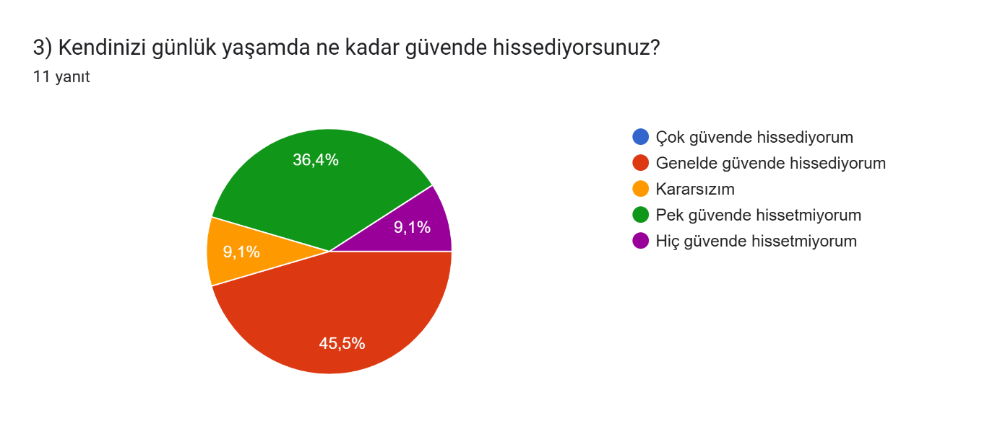 3) Kendinizi günlük yaşamda ne kadar güvende hissediyorsunuz?
11 yanıt
36,4%
9,1%
9,1%
45,5%
Çok güvende hissediyorum
Genelde güvende hissediyorum
Kararsızım
Pek güvende hissetmiyorum
Hiç güvende hissetmiyorum